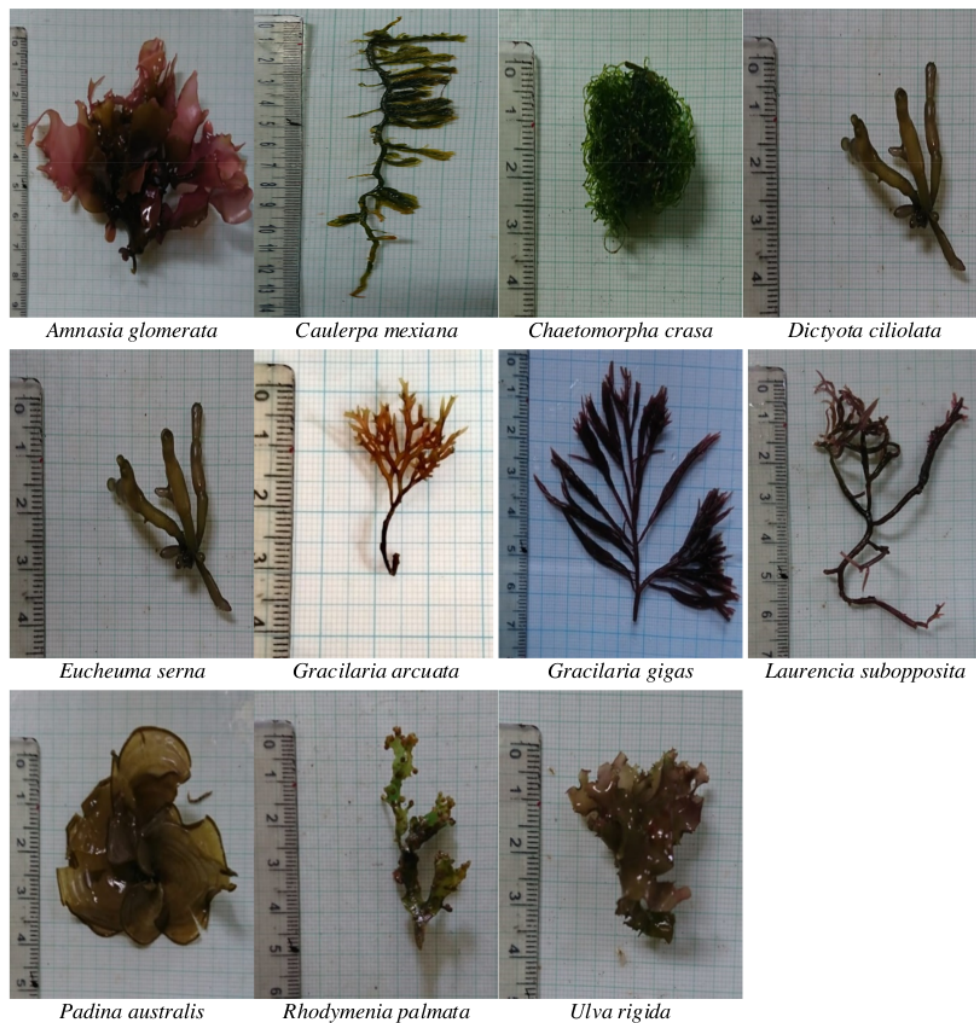 Amnasia glomerata
Caulerpa mexiana
Chaetomorpha crasa
Dictyota ciliolata
Eucheuma serna
Gracilaria arcuata
Gracilaria gigas
Laurencia subopposita
Padina australis
Rhodymenia palmata
Ulva rigida